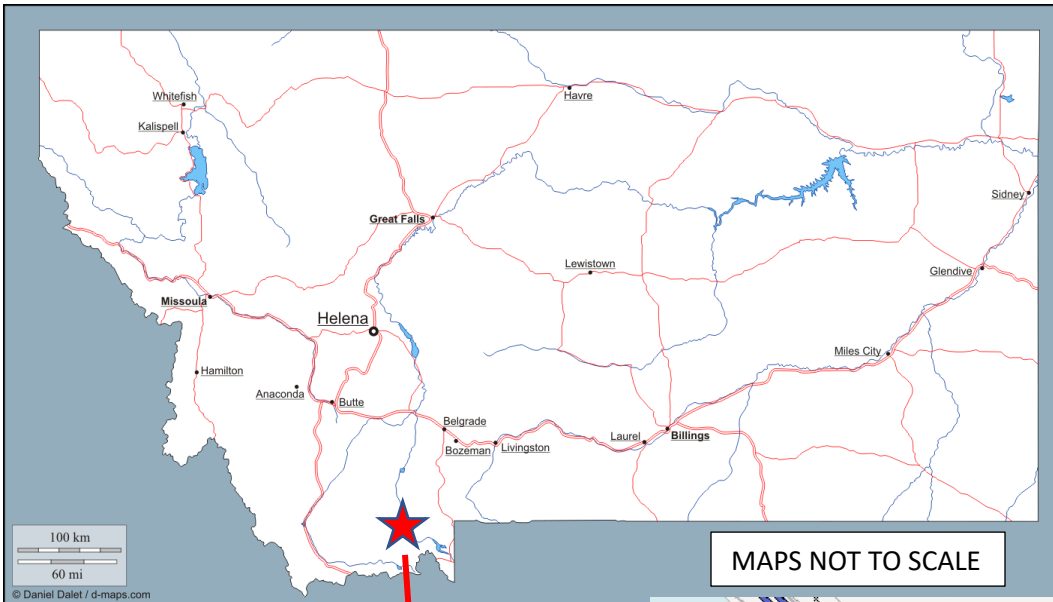 Whitefish
Havre
Kalispell
Sidney
Great Falls
Lewistown
Glendive
Missoula
Helena
Miles City
Hamilton
Anaconda
Butte
Belgrade
Laurel
Billings
Bozeman
Livingston
100 km
60 mi
MAPS NOT TO SCALE
© Daniel Dalet / d-maps.com